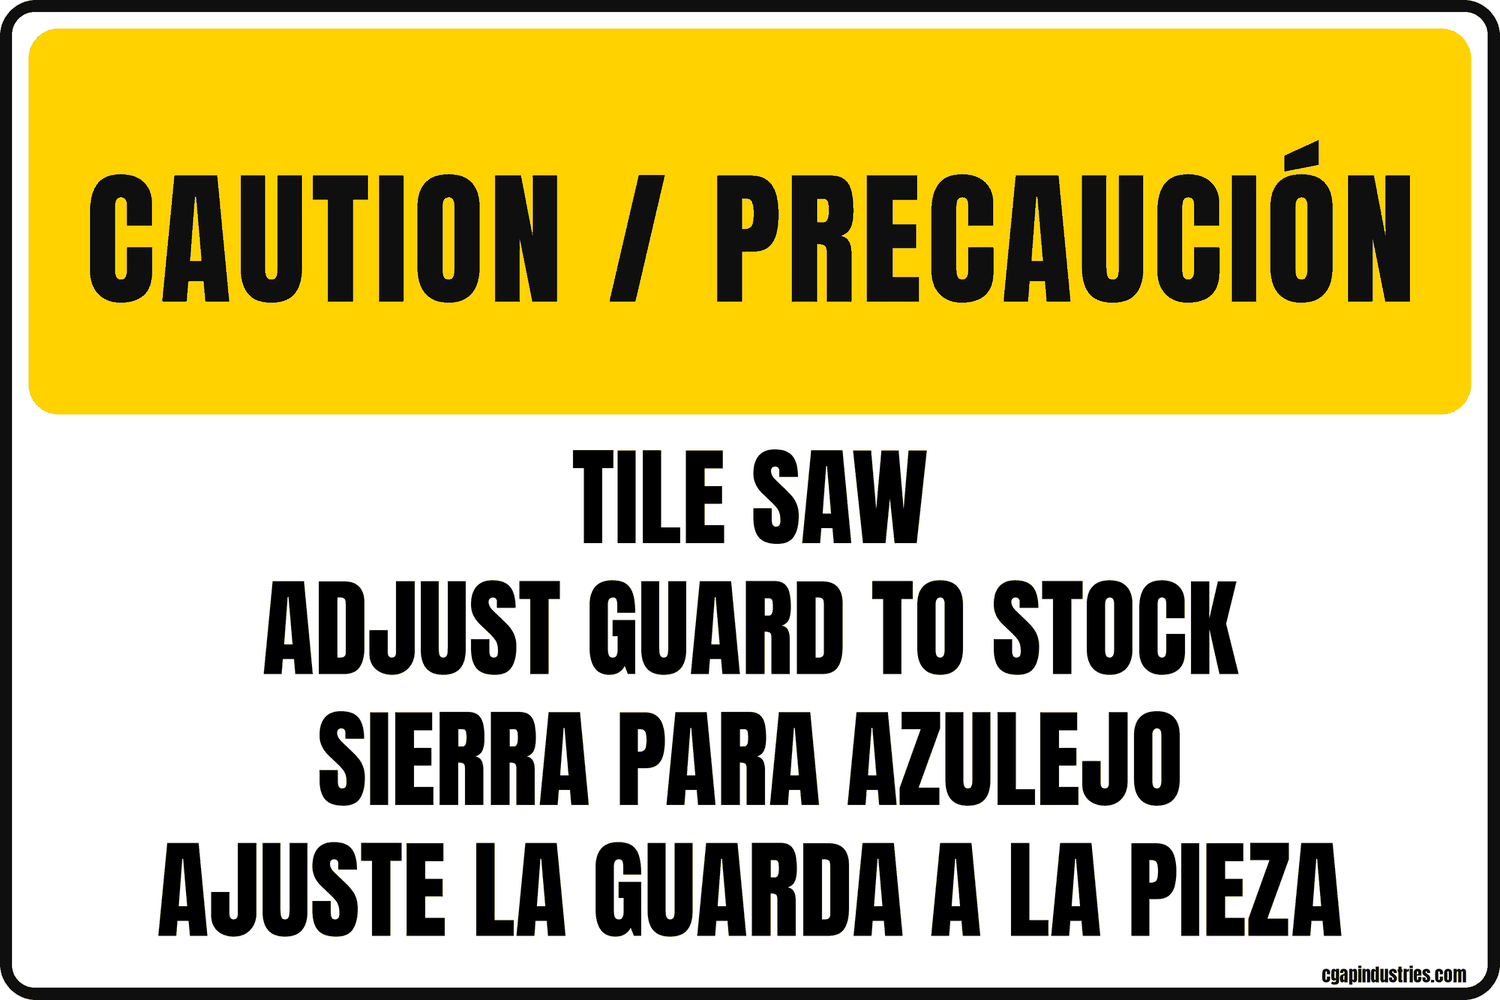 CAUTION / PRECAUCIÓN
TILE SAW
ADJUST GUARD TO STOCK
SIERRA PARA AZULEJO
AJUSTE LA GUARDA A LA PIEZA
cgapindustries.com